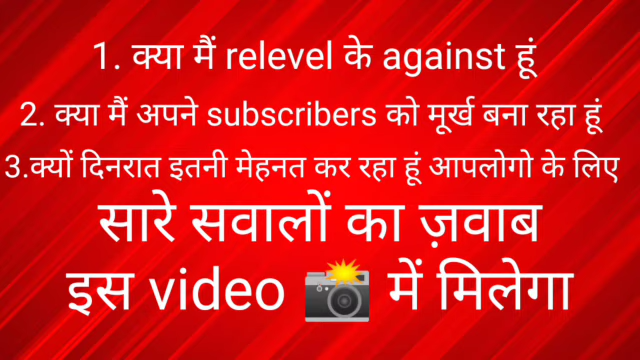 1. क्या मैं relevel के against हूं
2. क्या मैं अपने subscribers को मूर्ख बना रहा हूं
3.क्यों दिनरात इतनी मेहनत कर रहा हूं आपलोगो के लिए
सारे सवालों का ज़वाब
इस video 📸 में मिलेगा